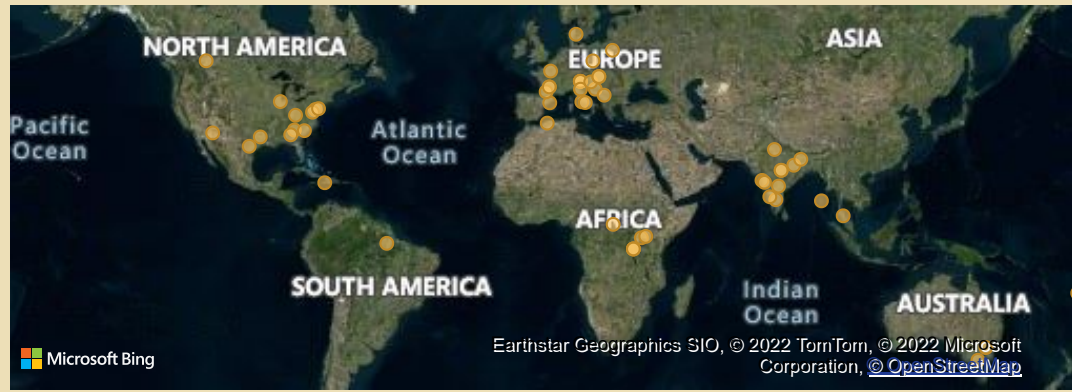 NORTH AMERICA
ASIA
EUROPE
Pacific
Ocean
Atlantic
Ocean
AFRICA
SOUTH AMERICA
Indian
Ocean
AUSTRALIA
Microsoft Bing
Earthstar Geographics SIO, © 2022 TomTom, © 2022 Microsoft
Corporation, © OpenStreetMap